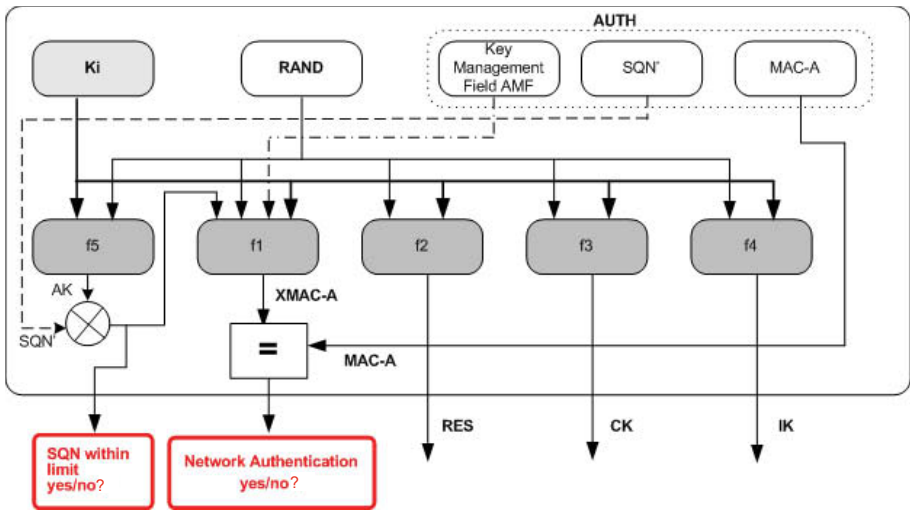 AUTH
Ki
RAND
Key
Management
Field AMF
SQN'
MAC-A
f5
f1
f2
f3
f4
AK
XMAC-A
SQN'
=
MAC-A
RES
CK
IK
SQN within
limit
yes/no?
Network Authentication
yes/no?